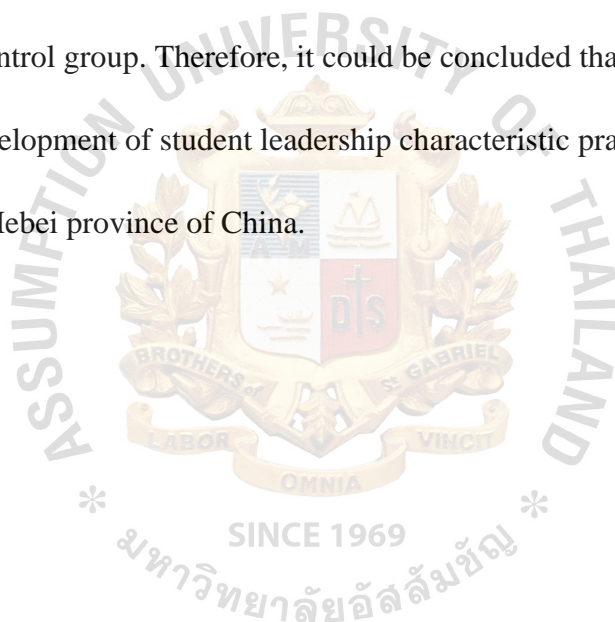 ntrol group. Therefore, it could be concluded tha
elopment of student leadership characteristic pra
Hebei province of China.
ASSUMPTION UNIVERSITY OF THAILAND
A M
D S
BROTHERS of St GABRIEL
LABOR
OMNIA
VINCIT
SINCE 1969
มหาวิทยาลัยอัสสัมชัญ